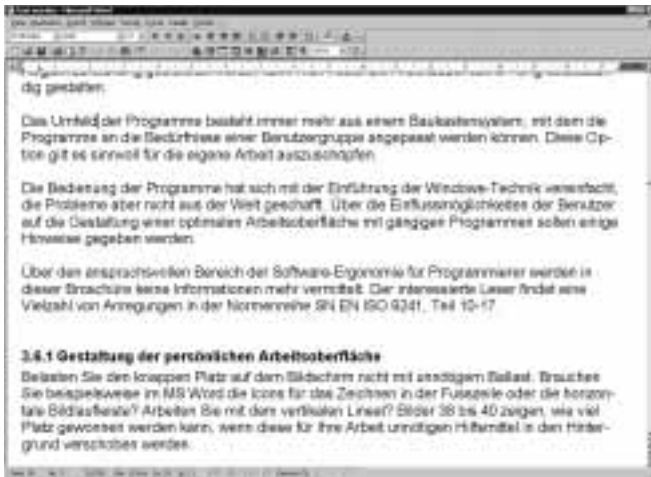 dig gestalten.
Das Umfeld der Programme besteht immer mehr aus einem Baukastensystem, mit dem die
Programme an die Bedürfnisse einer Benutzergruppe angepasst werden können. Diese Op-
tion gilt es sinnvoll für die eigene Arbeit auszuschöpfen.
Die Bedienung der Programme hat sich mit der Einführung der Windows-Technik vereinfacht,
die Probleme aber nicht aus der Welt geschafft. Über die Einflussmöglichkeiten der Benutzer
auf die Gestaltung einer optimalen Arbeitsoberfläche mit gängigen Programmen sollen einige
Hinweise gegeben werden.
Über den anspruchsvollen Bereich der Software-Ergonomie für Programmierer werden in
dieser Broschüre keine Informationen mehr vermittelt. Der interessierte Leser findet eine
Vielzahl von Anregungen in der Normenreihe SN EN ISO 9241, Teil 10-17
3.6.1 Gestaltung der persönlichen Arbeitsoberfläche
Belasten Sie den knappen Platz auf dem Bildschirm nicht mit unnötigem Ballast. Brauchen
Sie beispielsweise im MS Word die Icons für das Zeichnen in der Fusszeile oder die horizon-
tale Bildlaufleiste? Arbeiten Sie mit dem vertikalen Lineal? Bilder 38 bis 40 zeigen, wie viel
Platz gewonnen werden kann, wenn diese für Ihre Arbeit unnötigen Hilfsmittel in den Hinter-
grund verschoben werden.